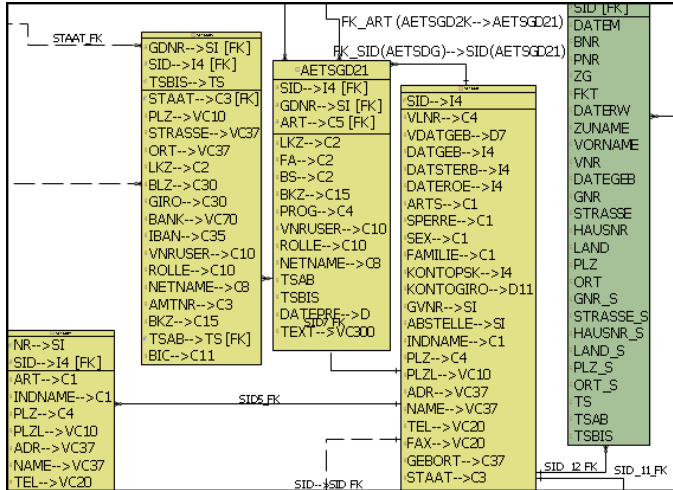 STAAT_FK
GDNR-->SI [FK]
SID-->I4 [FK]
TSBIS-->TS
STAAT-->C3 [FK]
PLZ-->VC10
STRASSE-->VC37
ORT-->VC37
LKZ-->C2
BLZ-->C30
GIRO-->C30
BANK-->VC70
IBAN-->C35
VNRUSER-->C10
ROLLE-->C10
NETNAME-->C8
AMTNR-->C3
BKZ-->C15
TSAB-->TS [FK]
BIC-->C11
FK_ART (AETSGD2K-->AETSGD21)
FK_SID(AETSDG)-->SID(AETSGD21)
AETSGD21
SID-->I4 [FK]
GDNR-->SI [FK]
ART-->C5 [FK]
LKZ-->C2
FA-->C2
BS-->C2
BKZ-->C15
PROG-->C4
VNRUSER-->C10
ROLLE-->C10
NETNAME-->C8
TSAB
TSBIS
DATEPRE-->D
TEXT-->VC300
SID-->I4
VLNR-->C4
VDATGEB-->D7
DATGEB-->I4
DATSTERB-->I4
DATEROE-->I4
ARTS-->C1
SPERRE-->C1
SEX-->C1
FAMILIE-->C1
KONTOPSK-->I4
KONTOGIRO-->D11
GVNR-->SI
ABSTELLE-->SI
INDNAME-->C1
PLZ-->C4
PLZL-->VC10
ADR-->VC37
NAME-->VC37
TEL-->VC20
FAX-->VC20
GEBORT-->C37
STAAT-->C3
SID [FK]
DATEM
BNR
PNR
ZG
FKT
DATERW
ZUNAME
VORNAME
VNR
DATEGEB
GNR
STRASSE
HAUSNR
LAND
PLZ
ORT
GNR_S
STRASSE_S
HAUSNR_S
LAND_S
PLZ_S
ORT_S
TS
TSAB
TSBIS
NR-->SI
SID-->I4 [FK]
ART-->C1
INDNAME-->C1
PLZ-->C4
PLZL-->VC10
ADR-->VC37
NAME-->VC37
TEL-->VC20
SID5_FK
SID-->SID FK
SID_12_FK
SID_11_FK